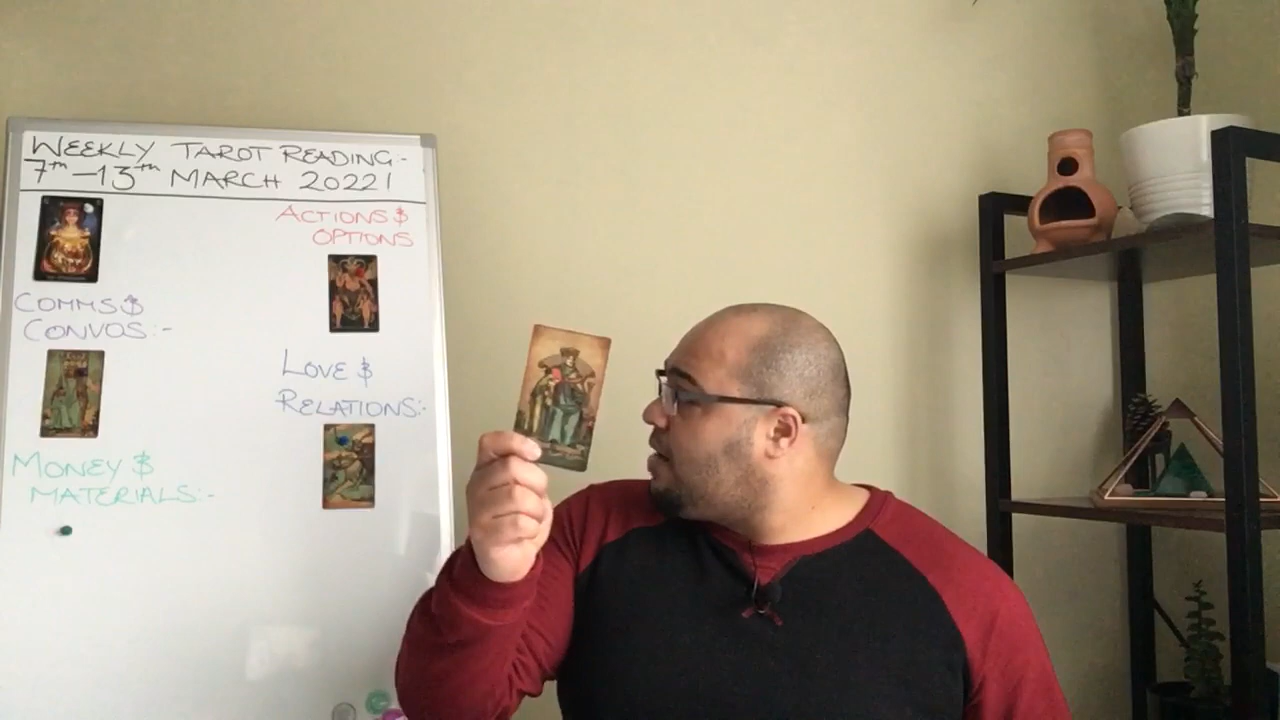 WEEKLY TAROT READING:-
7th-13th MARCH 2022!
ACTIONS &
OPTIONS
COMMS &
CONVOS:-
LOVE &
RELATIONS:-
MONEY &
MATERIALS:-